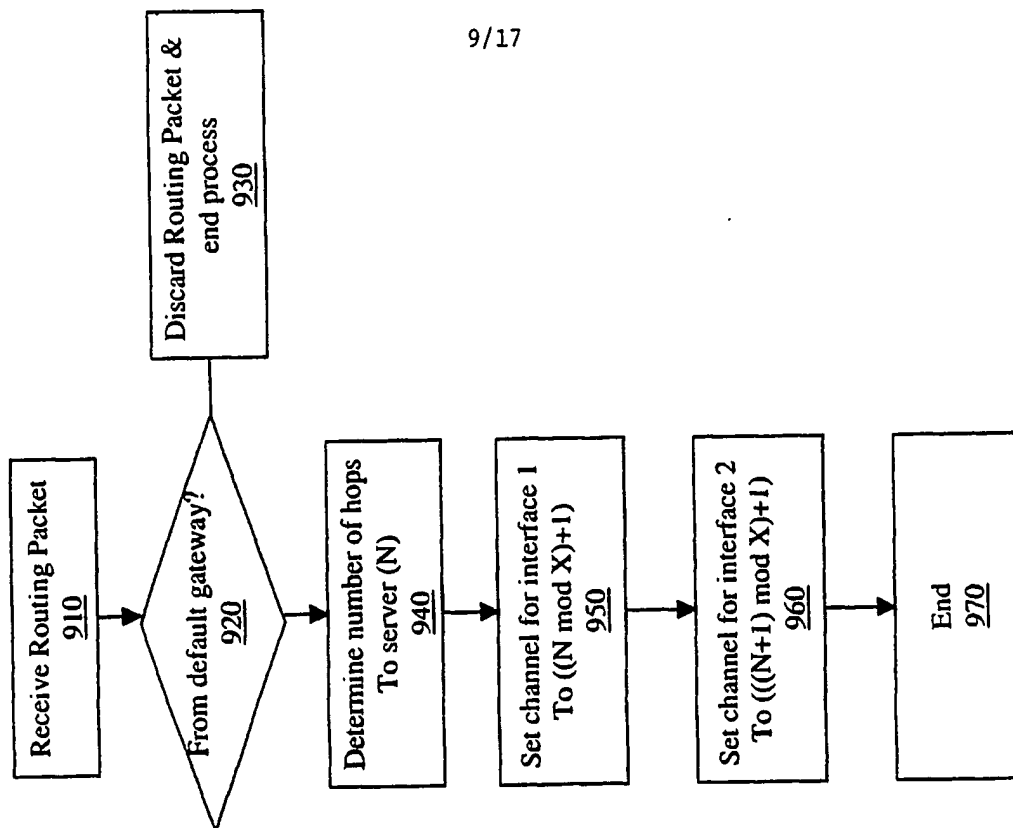 9/17
Receive Routing Packet
910
From default gateway?
920
Discard Routing Packet &
end process
930
Determine number of hops
To server (N)
940
Set channel for interface 1
To ((N mod X)+1)
950
Set channel for interface 2
To (((N+1) mod X)+1)
960
End
970